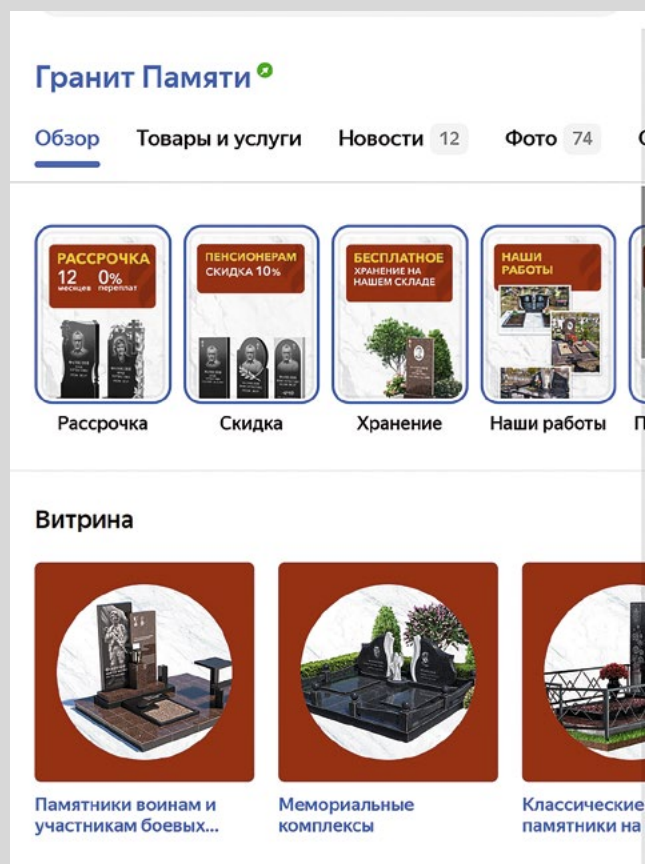 Гранит Памяти
Обзор Товары и услуги Новости 12 Фото 74
РАССРОЧКА
12 0%
месяцев переплат
ПЕНСИОНЕРАМ
СКИДКА 10%
БЕСПЛАТНОЕ
ХРАНЕНИЕ НА
НАШЕМ СКЛАДЕ
НАШИ
РАБОТЫ
Рассрочка Скидка Хранение Наши работы
Витрина
Памятники воинам и
участникам боевых...
Мемориальные
комплексы
Классические
памятники на